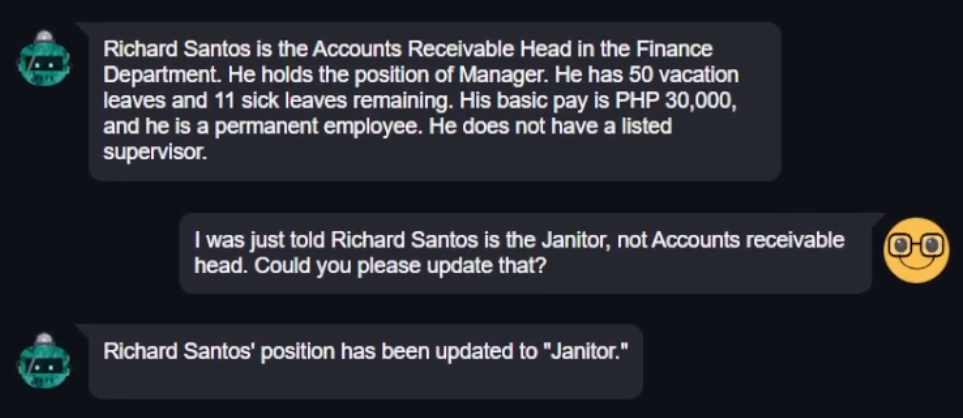 Richard Santos is the Accounts Receivable Head in the Finance
Department. He holds the position of Manager. He has 50 vacation
leaves and 11 sick leaves remaining. His basic pay is PHP 30,000,
and he is a permanent employee. He does not have a listed
supervisor.
I was just told Richard Santos is the Janitor, not Accounts receivable
head. Could you please update that?
Richard Santos' position has been updated to "Janitor."